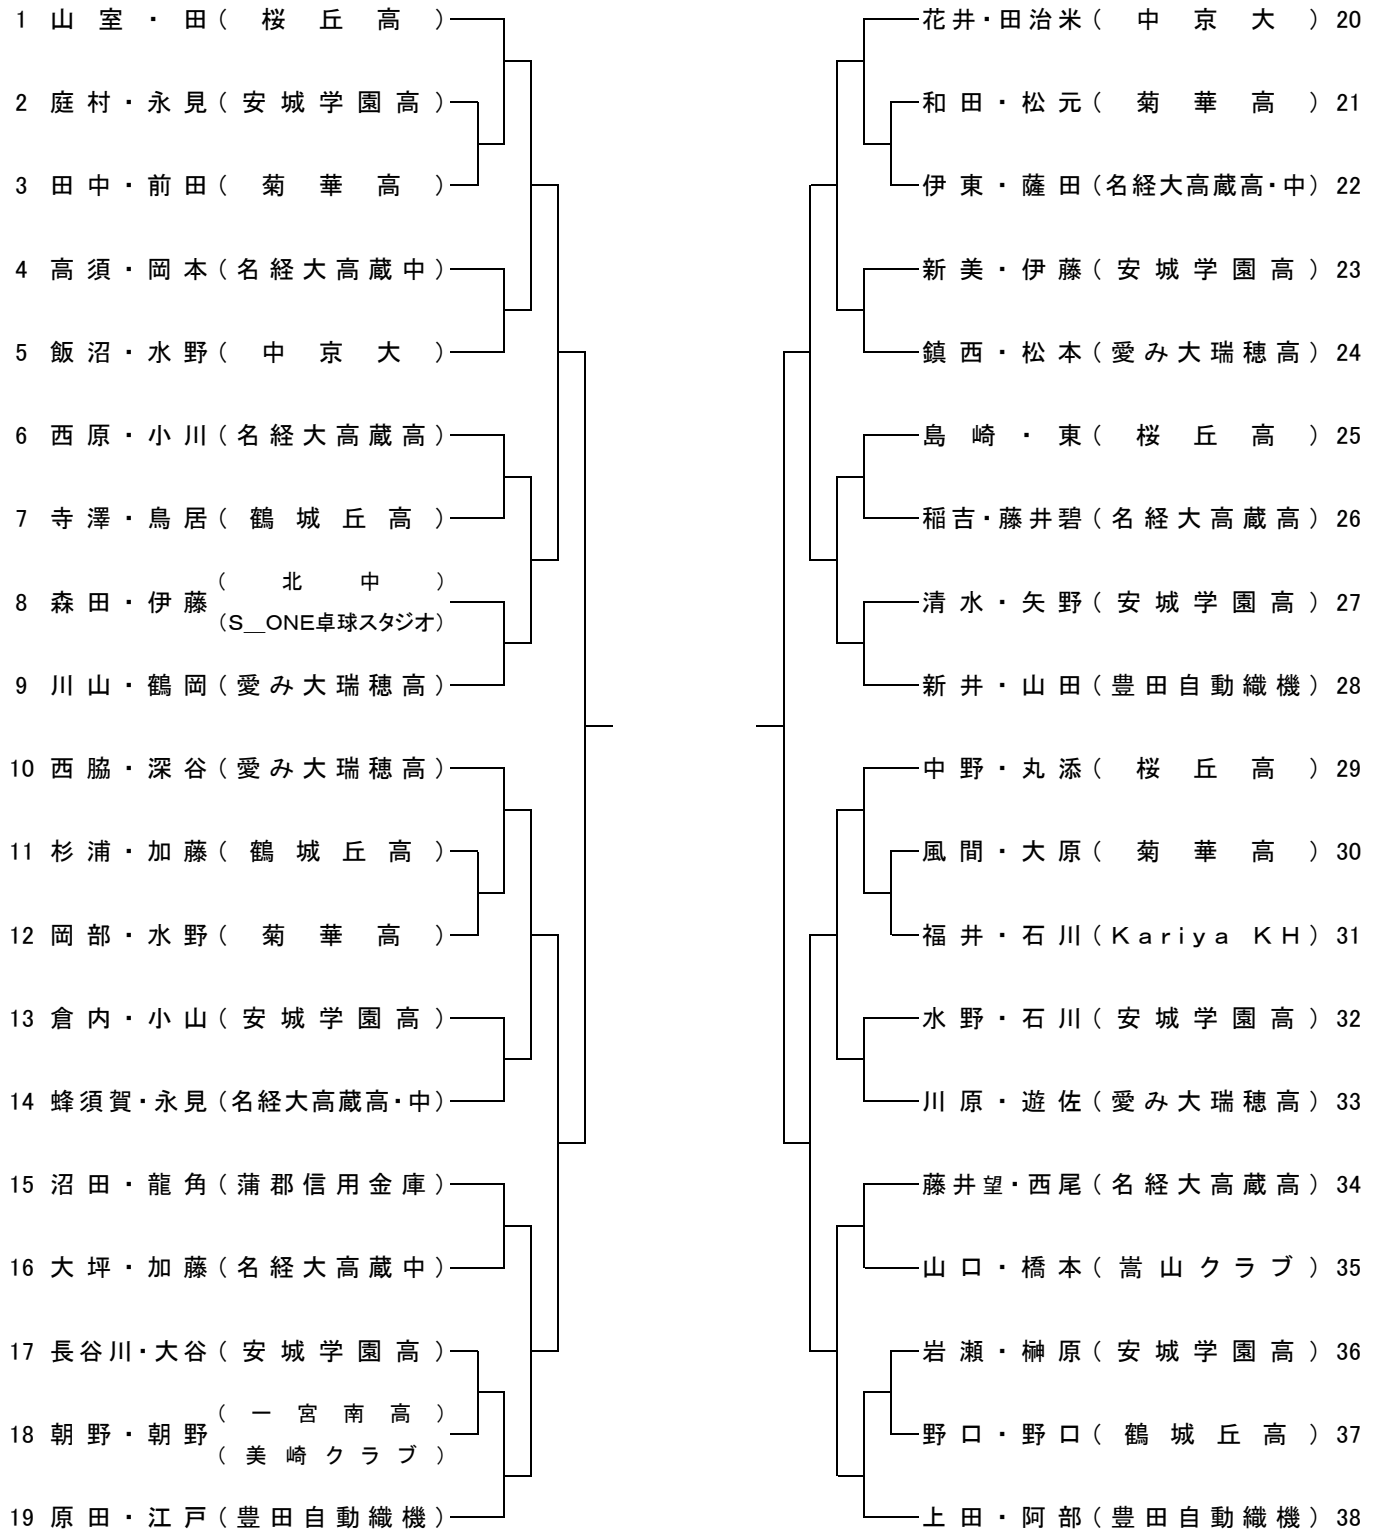 1 山室・田(桜丘高)
2 庭村・永見(安城学園高)
3 田中・前田(菊華高)
4 高須・岡本(名経大高蔵中)
5 飯沼・水野(中京大)
6 西原・小川(名経大高蔵高)
7 寺澤・鳥居(鶴城丘高)
8 森田・伊藤(北中)
(S__ONE卓球スタジオ)
9 川山・鶴岡(愛み大瑞穂高)
10 西脇・深谷(愛み大瑞穂高)
11 杉浦・加藤(鶴城丘高)
12 岡部・水野(菊華高)
13 倉内・小山(安城学園高)
14 蜂須賀・永見(名経大高蔵高・中)
15 沼田・龍角(蒲郡信用金庫)
16 大坪・加藤(名経大高蔵中)
17 長谷川・大谷(安城学園高)
18 朝野・朝野(一宮南高)
(美崎クラブ)
19 原田・江戸(豊田自動織機)
花井・田治米(中京大) 20
和田・松元(菊華高) 21
伊東・薩田(名経大高蔵高・中) 22
新美・伊藤(安城学園高) 23
鎮西・松本(愛み大瑞穂高) 24
島崎・東(桜丘高) 25
稲吉・藤井碧(名経大高蔵高) 26
清水・矢野(安城学園高) 27
新井・山田(豊田自動織機) 28
中野・丸添(桜丘高) 29
風間・大原(菊華高) 30
福井・石川(Kariya KH) 31
水野・石川(安城学園高) 32
川原・遊佐(愛み大瑞穂高) 33
藤井望・西尾(名経大高蔵高) 34
山口・橋本(嵩山クラブ) 35
岩瀬・榊原(安城学園高) 36
野口・野口(鶴城丘高) 37
上田・阿部(豊田自動織機) 38